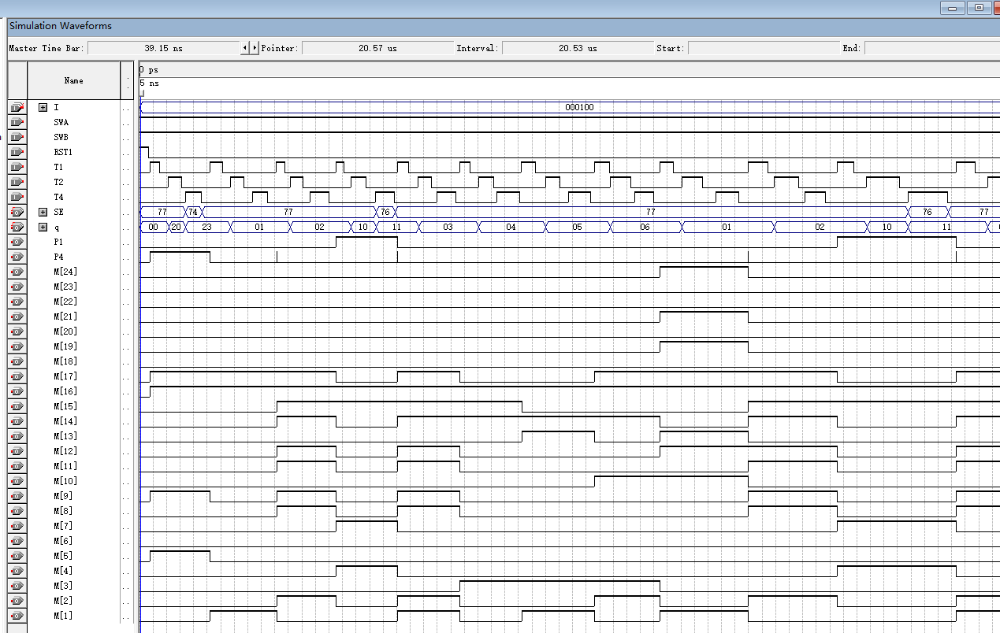 Simulation Waveforms
Master Time Bar: 39.15 ns Pointer: 20.57 us Interval: 20.53 us Start: End:
Name
0 ps
5 ns
I 000100
SWA
SWB
RST1
T1
T2
T4
SE 77 74 77 76 77 76 77
q 00 20 23 01 02 10 11 03 04 05 06 01 02 10 11
P1
P4
M[24]
M[23]
M[22]
M[21]
M[20]
M[19]
M[18]
M[17]
M[16]
M[15]
M[14]
M[13]
M[12]
M[11]
M[10]
M[9]
M[8]
M[7]
M[6]
M[5]
M[4]
M[3]
M[2]
M[1]